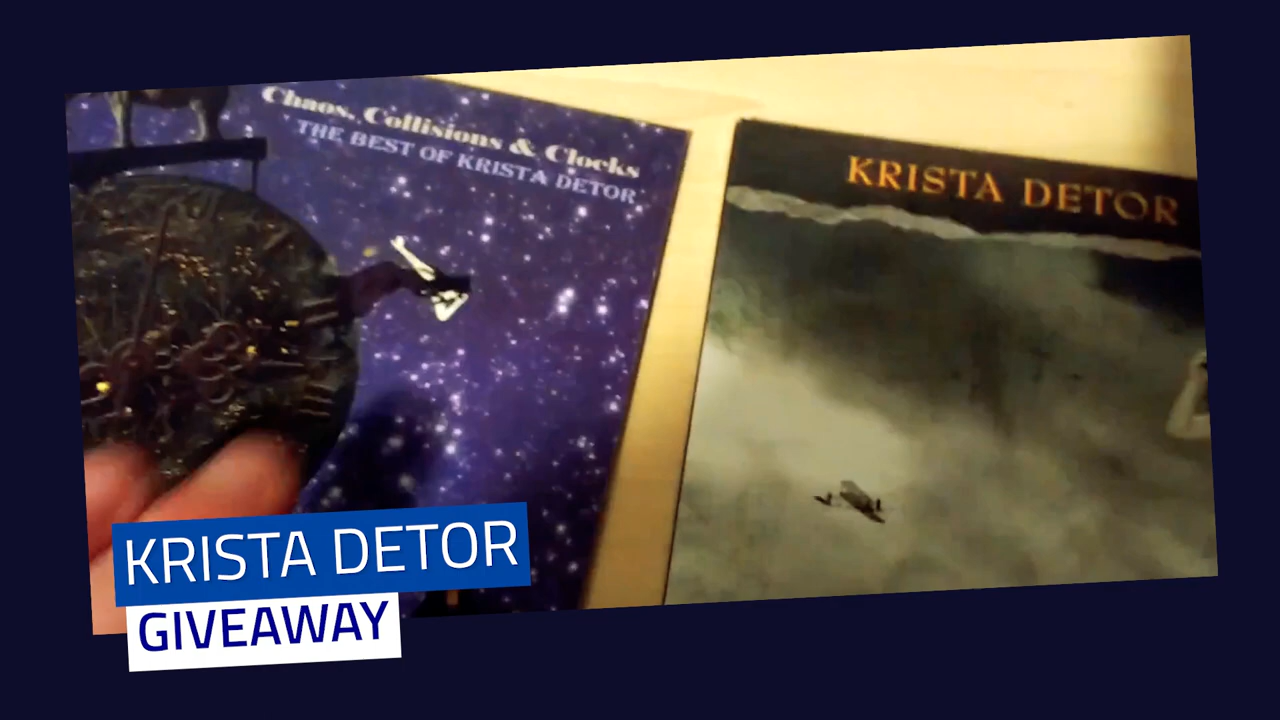 Chaos, Collisions & Clocks
THE BEST OF KRISTA DETOR
KRISTA DETOR
KRISTA DETOR
GIVEAWAY